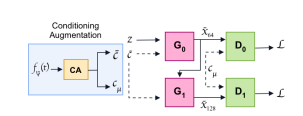 Conditioning
Augmentation
f_φ(t)
CA
c̃
c_μ
z
c̃
G₀
X̃₆₄
D₀
ℒ
c_μ
G₁
X̃₁₂₈
D₁
ℒ